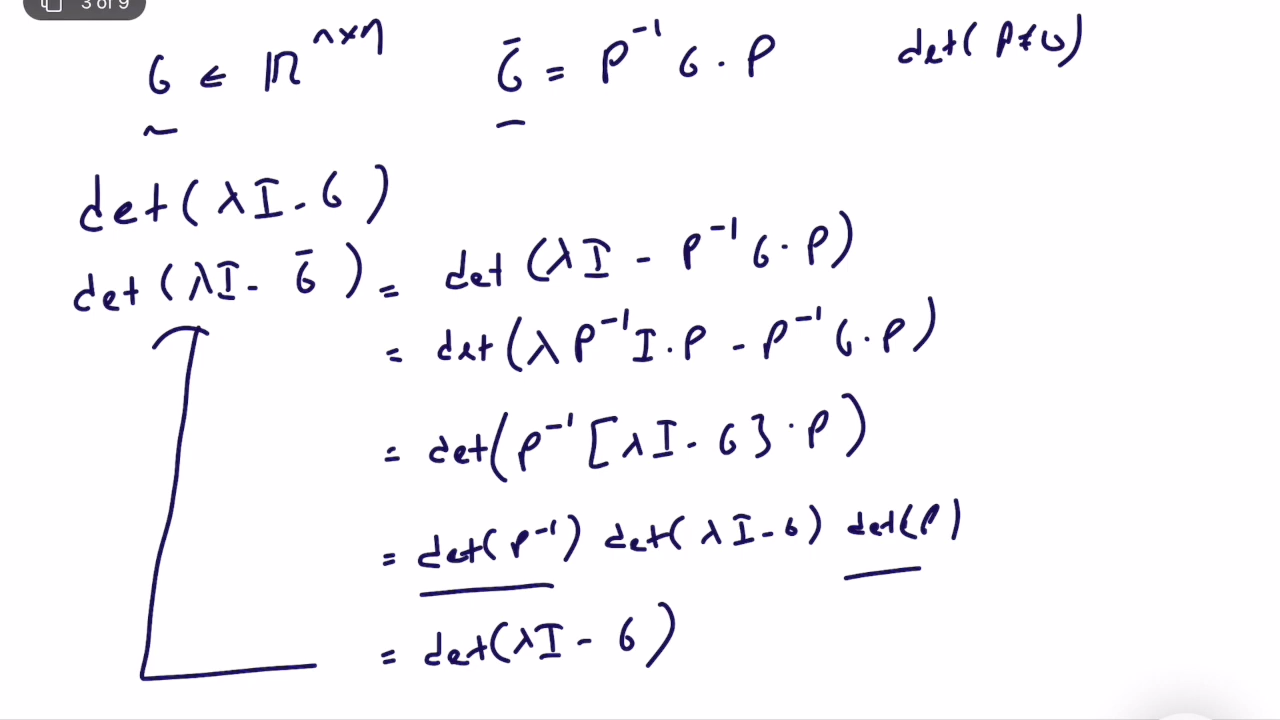 3 of 9
G ∈ ℝ^{n×n} Ḡ = P⁻¹ G · P det( P≠0)
det( λI - G )
det ( λI - Ḡ ) = det (λI - P⁻¹ G · P)
= det (λ P⁻¹ I · P - P⁻¹ G · P)
= det( P⁻¹ [ λI - G } · P )
= det( P⁻¹ ) det( λI - G ) det( P )
= det( λI - G )